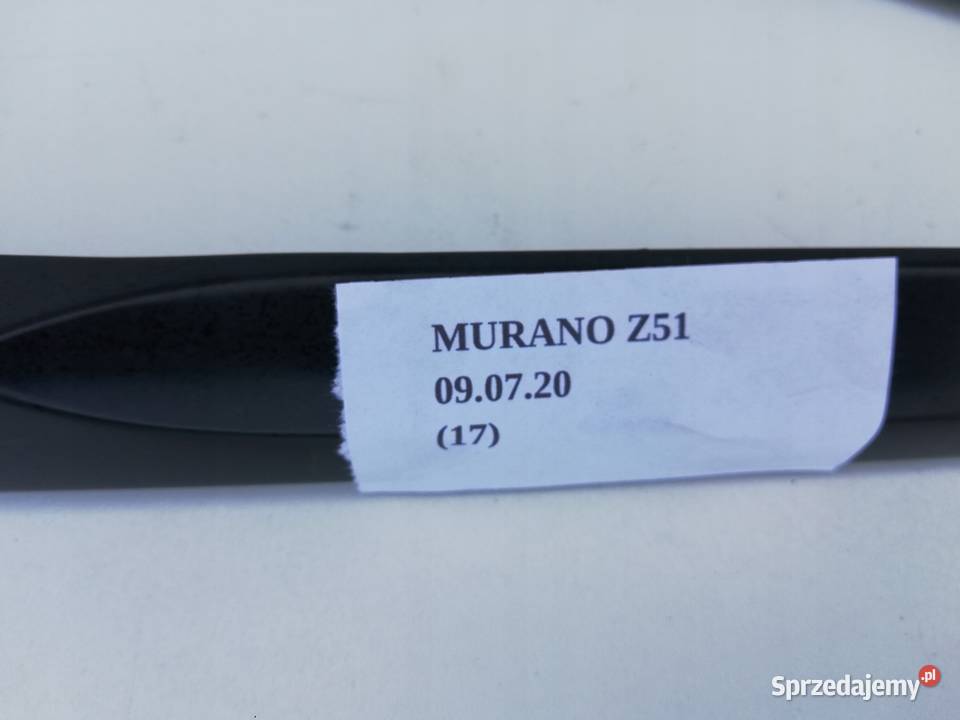 MURANO Z51
09.07.20
(17)
Sprzedajemy.pl